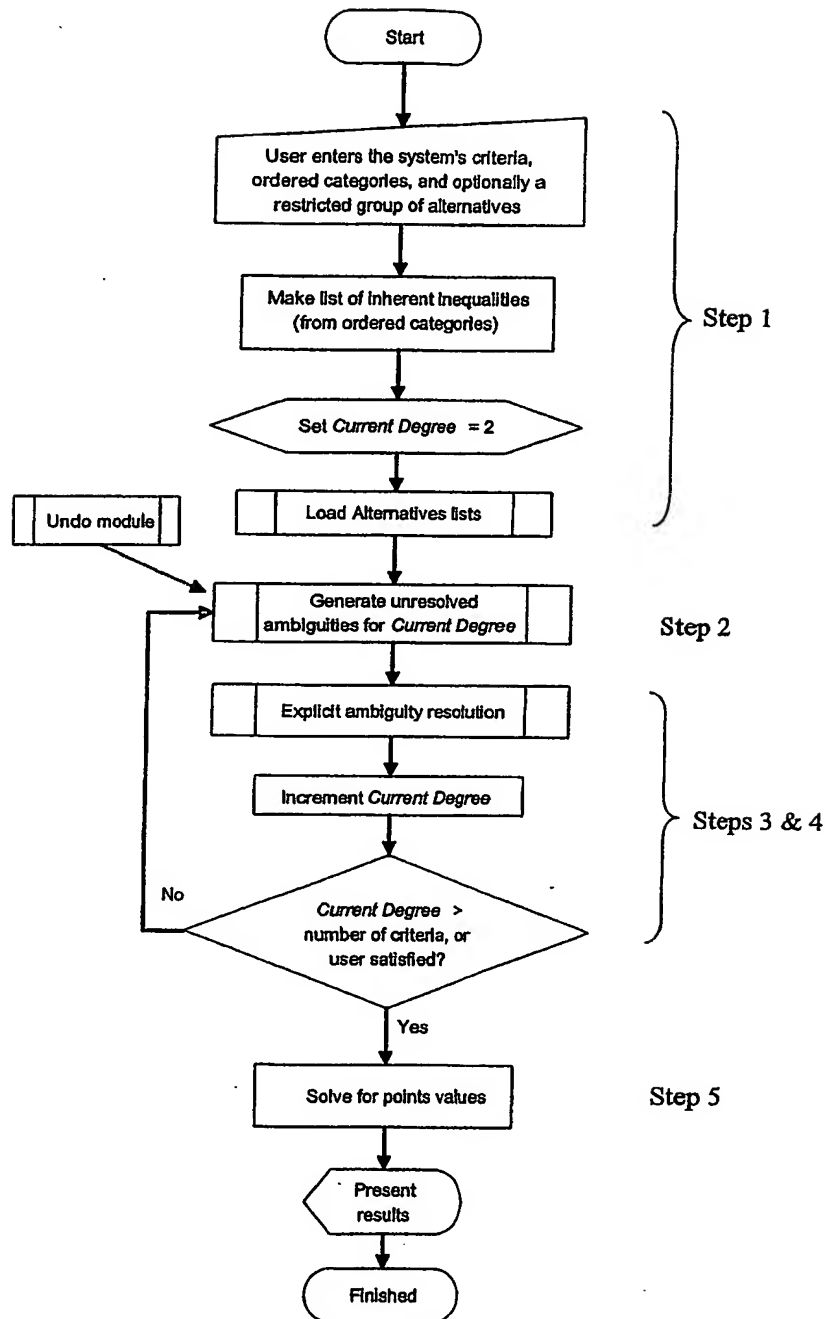 Start
User enters the system's criteria,
ordered categories, and optionally a
restricted group of alternatives
Make list of inherent inequalities
(from ordered categories)
Step 1
Set Current Degree = 2
Load Alternatives lists
Undo module
Generate unresolved
ambiguities for Current Degree
Step 2
Explicit ambiguity resolution
Increment Current Degree
Steps 3 & 4
No
Current Degree >
number of criteria, or
user satisfied?
Yes
Solve for points values
Step 5
Present
results
Finished